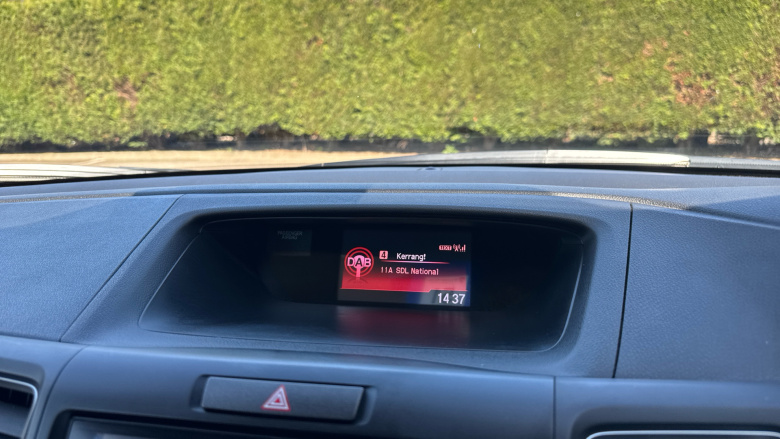 DAB
4 Kerrang!
11A SDL National
14:37